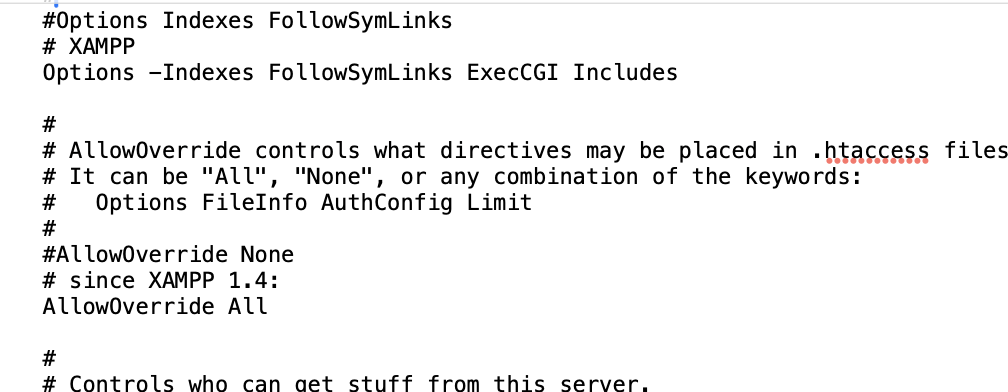 #Options Indexes FollowSymLinks
# XAMPP
Options -Indexes FollowSymLinks ExecCGI Includes
#
# AllowOverride controls what directives may be placed in .htaccess files
# It can be "All", "None", or any combination of the keywords:
#   Options FileInfo AuthConfig Limit
#
#AllowOverride None
# since XAMPP 1.4:
AllowOverride All
#
# Controls who can get stuff from this server.